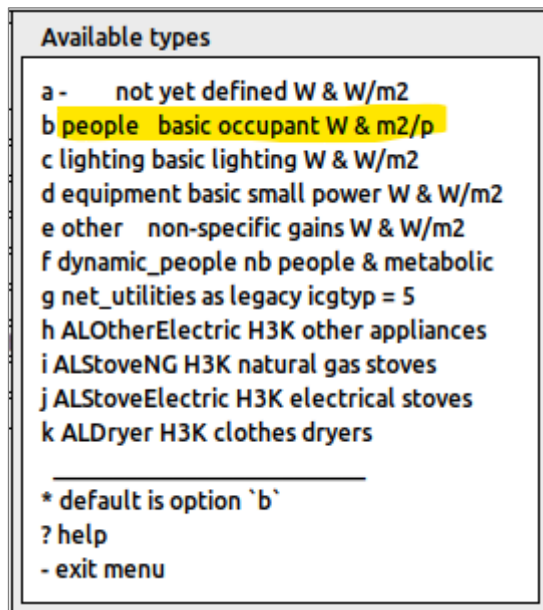 Available types
a - not yet defined W & W/m2
b people basic occupant W & m2/p
c lighting basic lighting W & W/m2
d equipment basic small power W & W/m2
e other non-specific gains W & W/m2
f dynamic_people nb people & metabolic
g net_utilities as legacy icgtyp = 5
h ALOtherElectric H3K other appliances
i ALStoveNG H3K natural gas stoves
j ALStoveElectric H3K electrical stoves
k ALDryer H3K clothes dryers
* default is option `b`
? help
- exit menu